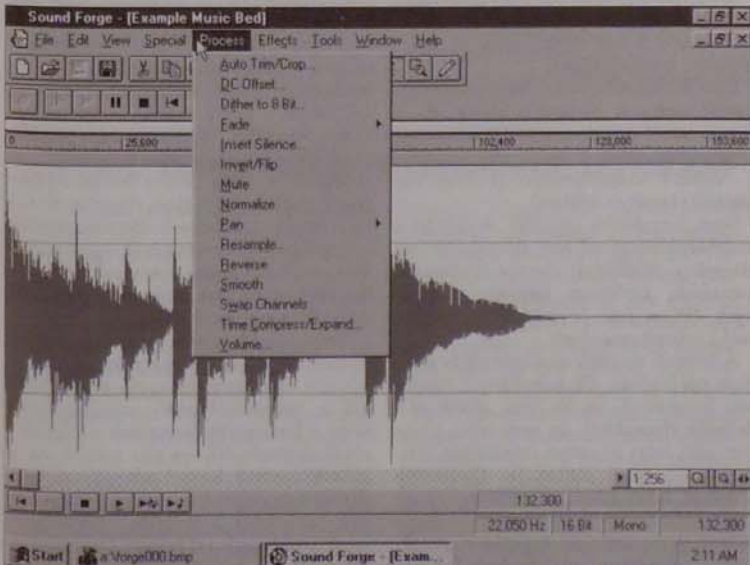 Sound Forge - [Example Music Bed]
File Edit View Special Process Effects Tools Window Help
Auto Trim/Crop...
DC Offset...
Dither to 8 Bit...
Fade
Insert Silence...
Invert/Flip
Mute
Normalize
Pan
Resample...
Reverse
Smooth
Swap Channels
Time Compress/Expand...
Volume...
0 25,600 102,400 128,000 153,600
1:256
132,300
22,050 Hz 16 Bit Mono 132,300
Start Sound Forge - [Exam... 2:11 AM